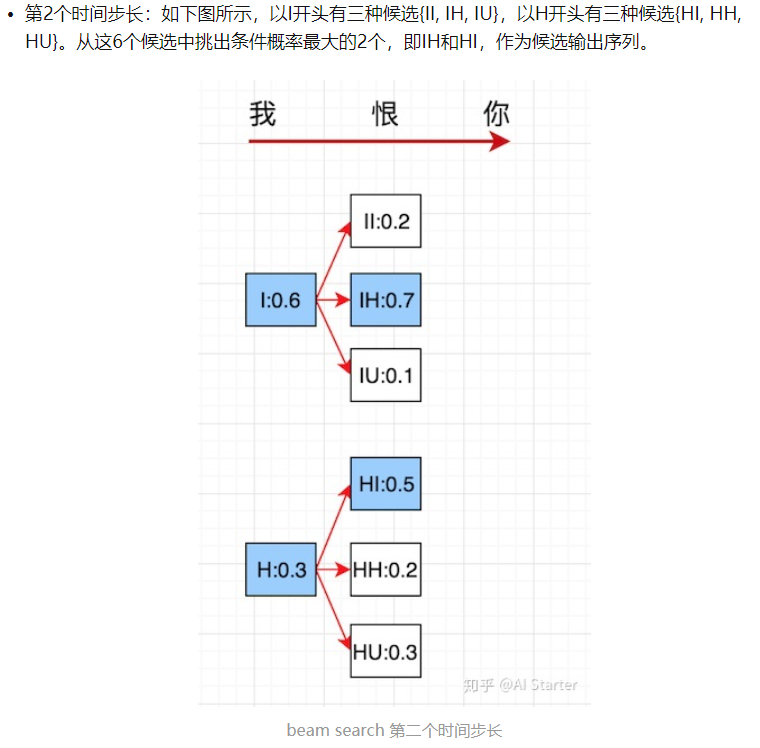 • 第2个时间步长：如下图所示，以I开头有三种候选{II, IH, IU}，以H开头有三种候选{HI, HH,
HU}。从这6个候选中挑出条件概率最大的2个，即IH和HI，作为候选输出序列。
我 恨 你
II:0.2
I:0.6 IH:0.7
IU:0.1
HI:0.5
H:0.3 HH:0.2
HU:0.3
知乎 @AI Starter
beam search 第二个时间步长